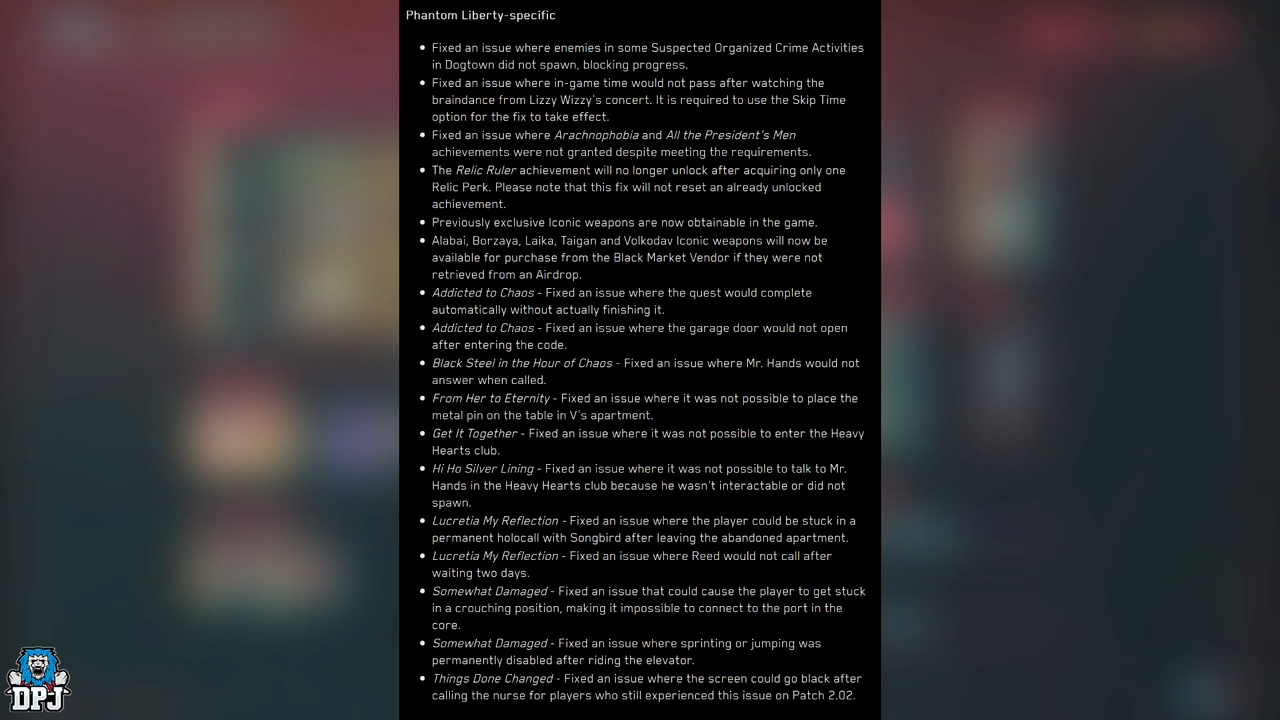 Phantom Liberty-specific
• Fixed an issue where enemies in some Suspected Organized Crime Activities
in Dogtown did not spawn, blocking progress.
• Fixed an issue where in-game time would not pass after watching the
braindance from Lizzy Wizzy's concert. It is required to use the Skip Time
option for the fix to take effect.
• Fixed an issue where Arachnophobia and All the President's Men
achievements were not granted despite meeting the requirements.
• The Relic Ruler achievement will no longer unlock after acquiring only one
Relic Perk. Please note that this fix will not reset an already unlocked
achievement.
• Previously exclusive Iconic weapons are now obtainable in the game.
• Alabai, Borzaya, Laika, Taigan and Volkodav Iconic weapons will now be
available for purchase from the Black Market Vendor if they were not
retrieved from an Airdrop.
• Addicted to Chaos - Fixed an issue where the quest would complete
automatically without actually finishing it.
• Addicted to Chaos - Fixed an issue where the garage door would not open
after entering the code.
• Black Steel in the Hour of Chaos - Fixed an issue where Mr. Hands would not
answer when called.
• From Her to Eternity - Fixed an issue where it was not possible to place the
metal pin on the table in V's apartment.
• Get It Together - Fixed an issue where it was not possible to enter the Heavy
Hearts club.
• Hi Ho Silver Lining - Fixed an issue where it was not possible to talk to Mr.
Hands in the Heavy Hearts club because he wasn't interactable or did not
spawn.
• Lucretia My Reflection - Fixed an issue where the player could be stuck in a
permanent holocall with Songbird after leaving the abandoned apartment.
• Lucretia My Reflection - Fixed an issue where Reed would not call after
waiting two days.
• Somewhat Damaged - Fixed an issue that could cause the player to get stuck
in a crouching position, making it impossible to connect to the port in the
core.
• Somewhat Damaged - Fixed an issue where sprinting or jumping was
permanently disabled after riding the elevator.
• Things Done Changed - Fixed an issue where the screen could go black after
calling the nurse for players who still experienced this issue on Patch 2.02.
DPJ